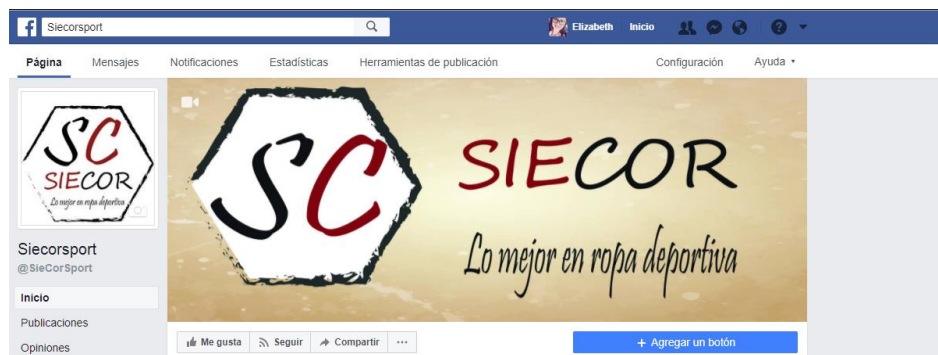 Siecorsport
Elizabeth Inicio
Página Mensajes Notificaciones Estadísticas Herramientas de publicación Configuración Ayuda
SC
SIECOR
Lo mejor en ropa deportiva
SC
SIECOR
Lo mejor en ropa deportiva
Siecorsport
@SieCorSport
Inicio
Publicaciones
Opiniones
Me gusta Seguir Compartir ...
+ Agregar un botón